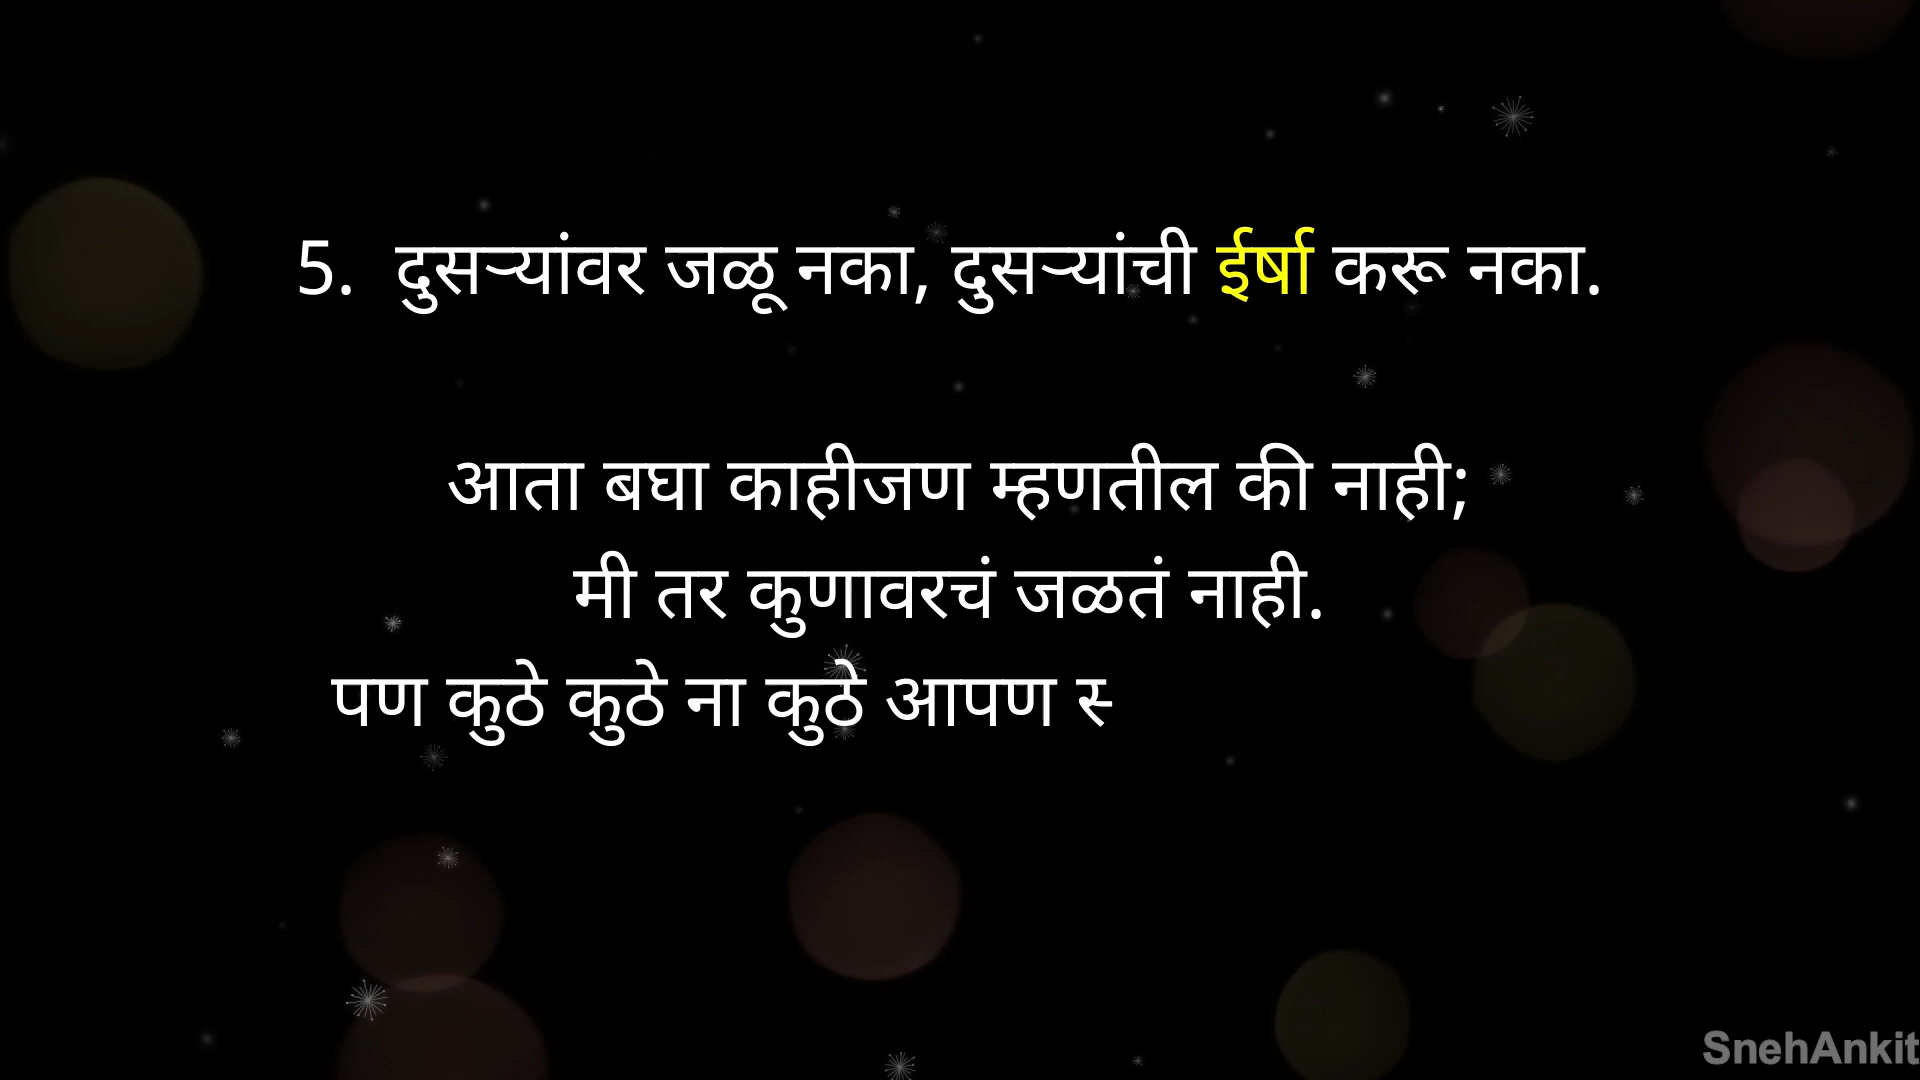 5. दुसऱ्यांवर जळू नका, दुसऱ्यांची ईर्षा करू नका.
आता बघा काहीजण म्हणतील की नाही;
मी तर कुणावरचं जळतं नाही.
पण कुठे कुठे ना कुठे आपण स्
SnehAnkit